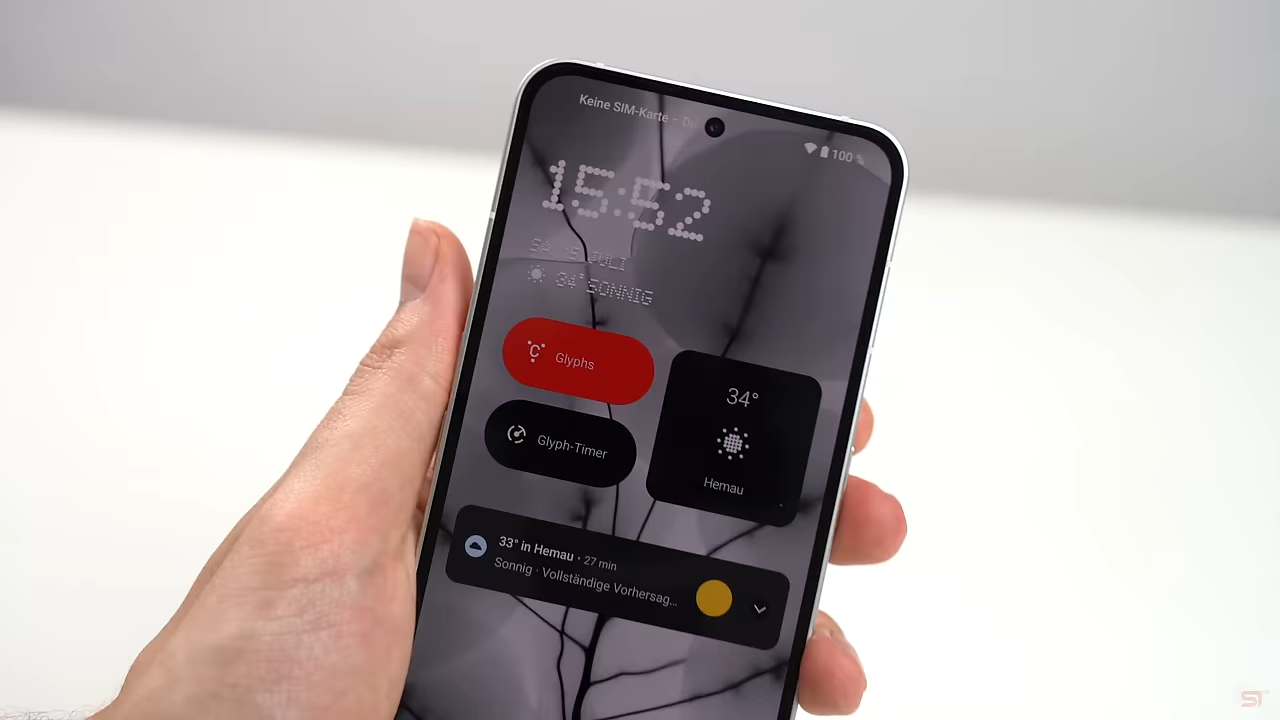 Keine SIM-Karte –
100
15:52
SA 15 JULI
34° SONNIG
Glyphs
34°
Glyph-Timer
Hemau
33° in Hemau · 27 min
Sonnig · Vollständige Vorhersag…